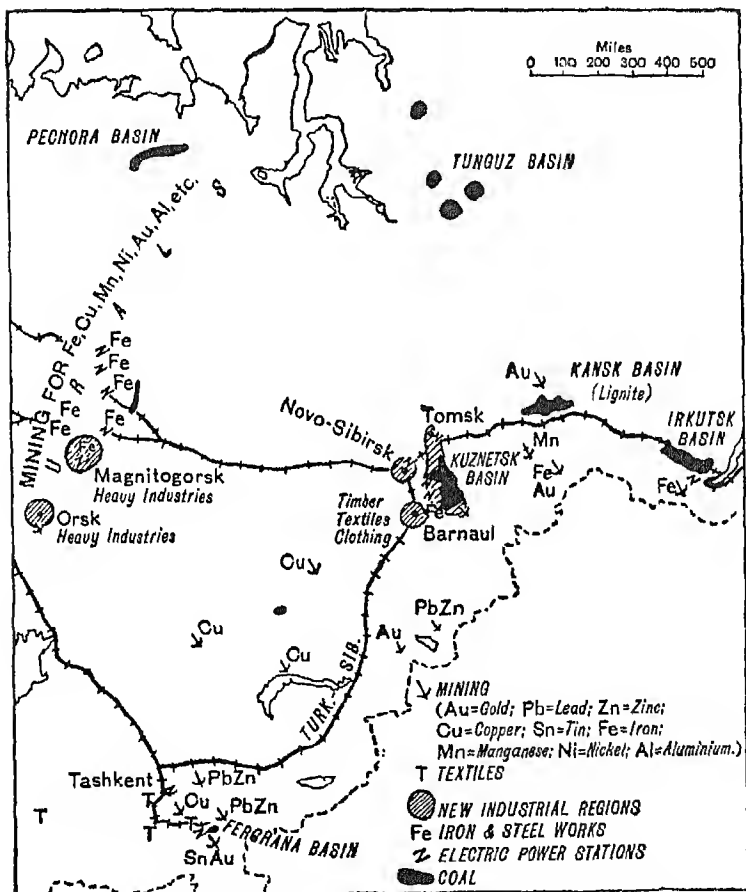 Miles
0 100 200 300 400 500
PECHORA BASIN
TUNGUZ BASIN
MINING FOR Fe, Cu, Mn, Ni, Au, Al, etc.
URALS
Fe
Fe
Fe
Fe
Fe
Fe
Au
KANSK BASIN
(Lignite)
Novo-Sibirsk
Tomsk
IRKUTSK
BASIN
Mn
KUZNETSK
BASIN
Fe
Au
Fe
Magnitogorsk
Heavy Industries
Timber
Textiles
Clothing
Fe
Barnaul
Orsk
Heavy Industries
Cu
PbZn
Cu
Au
Cu
TURK. SIB.
MINING
(Au=Gold; Pb=Lead; Zn=Zinc;
Cu=Copper; Sn=Tin; Fe=Iron;
Mn=Manganese; Ni=Nickel; Al=Aluminium.)
T TEXTILES
Tashkent
PbZn
T
Cu
PbZn
T
T
T
FERGRANA BASIN
SnAu
NEW INDUSTRIAL REGIONS
Fe IRON & STEEL WORKS
ELECTRIC POWER STATIONS
COAL